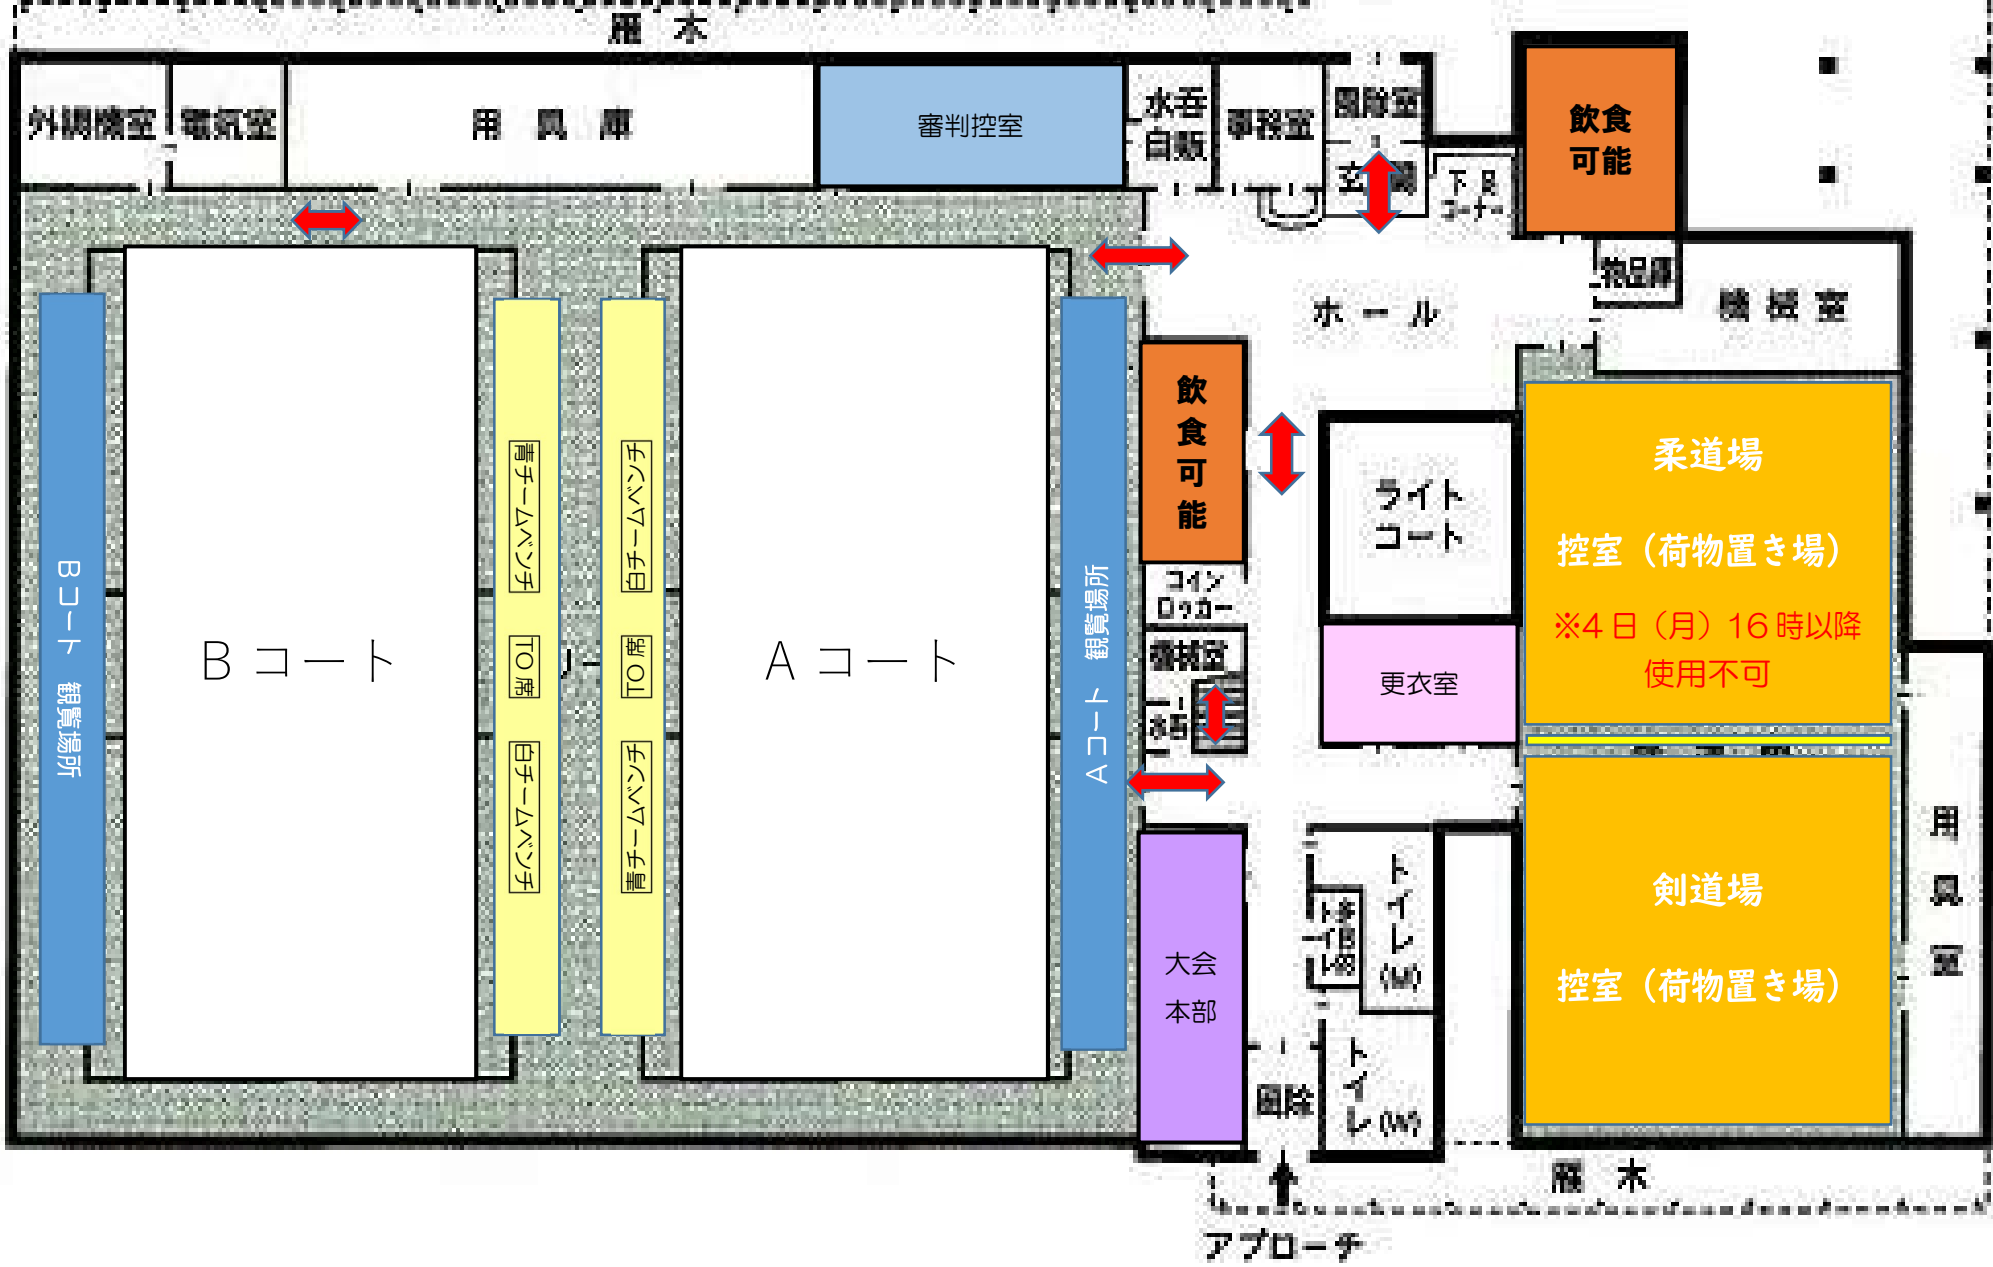 雁 木
外調機室
電気室
用 具 庫
審判控室
水呑
自販
事務室
風除室
玄関
下足
コーナー
飲食
可能
物品庫
機械室
ホール
飲食可能
ライト
コート
コイン
ロッカー
機械室
更衣室
柔道場
控室（荷物置き場）
※4日（月）16時以降
使用不可
剣道場
控室（荷物置き場）
用具室
Bコート 観覧場所
Bコート
青チームベンチ
TO席
白チームベンチ
白チームベンチ
TO席
青チームベンチ
Aコート
Aコート 観覧場所
大会
本部
トイレ(M)
トイレ(W)
風除
雁 木
アプローチ